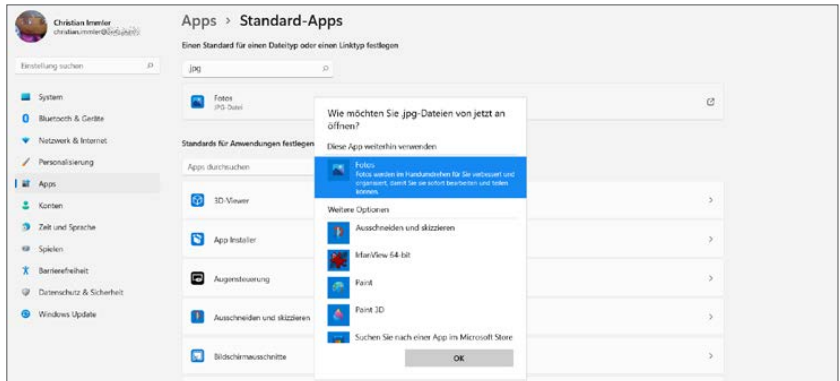 Christian Immler
Apps > Standard-Apps
Einen Standard für einen Dateityp oder einen Linktyp festlegen
Einstellung suchen
.jpg
System
Bluetooth & Geräte
Netzwerk & Internet
Personalisierung
Apps
Konten
Zeit und Sprache
Spielen
Barrierefreiheit
Datenschutz & Sicherheit
Windows Update
Fotos
JPG-Datei
Standards für Anwendungen festlegen
Apps durchsuchen
3D-Viewer
App Installer
Augensteuerung
Ausschneiden und skizzieren
Bildschirmausschnitte
Wie möchten Sie .jpg-Dateien von jetzt an
öffnen?
Diese App weiterhin verwenden
Fotos
Fotos werden im Handumdrehen für Sie verbessert und
organisiert, damit Sie sie sofort bearbeiten und teilen
können.
Weitere Optionen
Ausschneiden und skizzieren
IrfanView 64-bit
Paint
Paint 3D
Suchen Sie nach einer App im Microsoft Store
OK